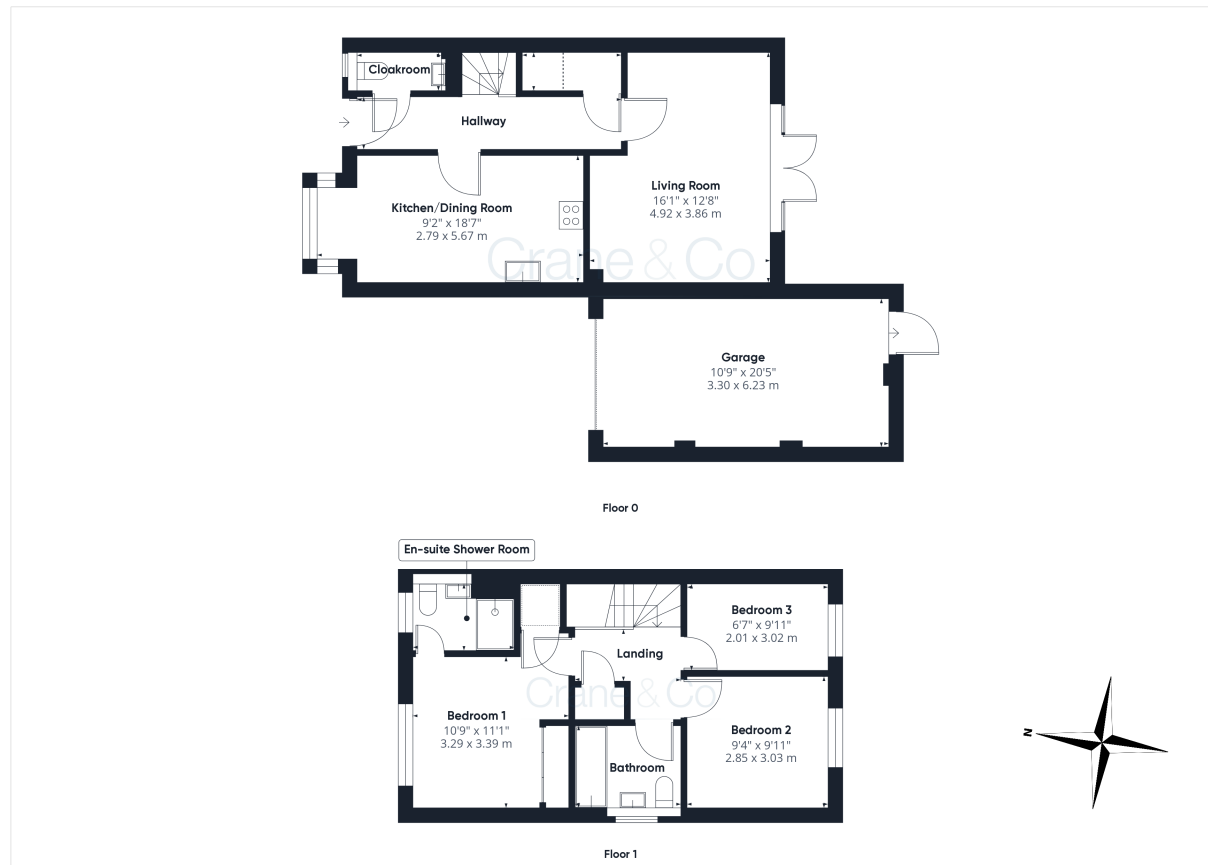 Cloakroom
Hallway
Living Room
16'1" x 12'8"
4.92 x 3.86 m
Kitchen/Dining Room
9'2" x 18'7"
2.79 x 5.67 m
Crane & Co
Garage
10'9" x 20'5"
3.30 x 6.23 m
Floor 0
En-suite Shower Room
Bedroom 3
6'7" x 9'11"
2.01 x 3.02 m
Landing
Crane & Co
Bedroom 1
10'9" x 11'1"
3.29 x 3.39 m
Bedroom 2
9'4" x 9'11"
2.85 x 3.03 m
Bathroom
N
Floor 1